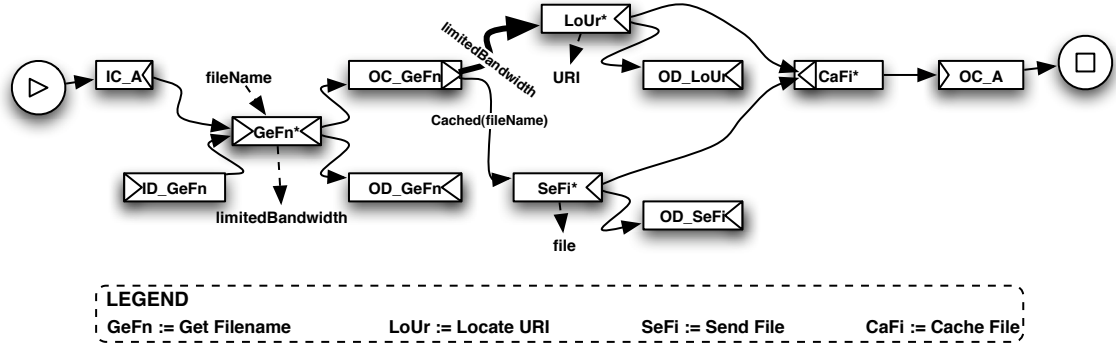 LoUr*
limitedBandwidth
IC_A
fileName
OC_GeFn
URI
OD_LoUr
CaFi*
OC_A
Cached(fileName)
GeFn*
ID_GeFn
OD_GeFn
SeFi*
limitedBandwidth
OD_SeFi
file
LEGEND
GeFn := Get Filename LoUr := Locate URI SeFi := Send File CaFi := Cache File